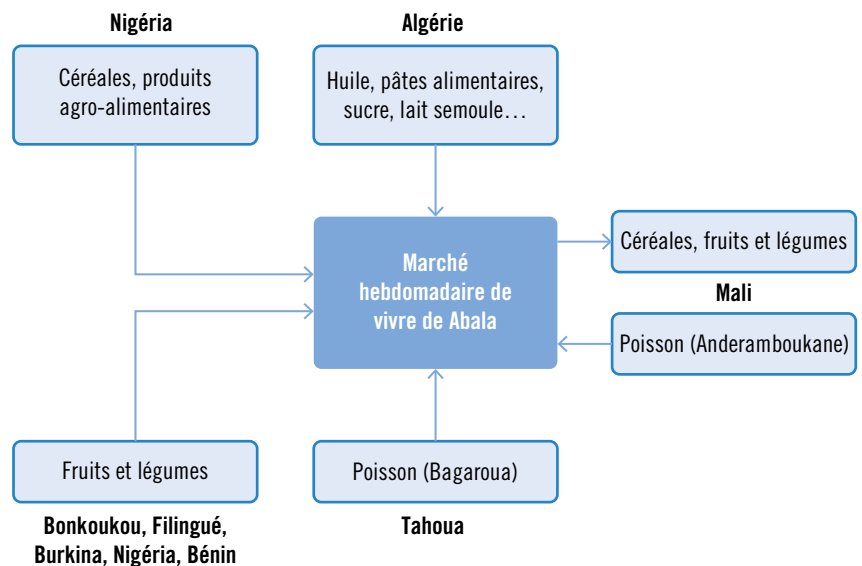 Nigéria
Céréales, produits
agro-alimentaires
Algérie
Huile, pâtes alimentaires,
sucre, lait semoule…
Marché
hebdomadaire de
vivre de Abala
Céréales, fruits et légumes
Mali
Poisson (Anderamboukane)
Fruits et légumes
Bonkoukou, Filingué,
Burkina, Nigéria, Bénin
Poisson (Bagaroua)
Tahoua